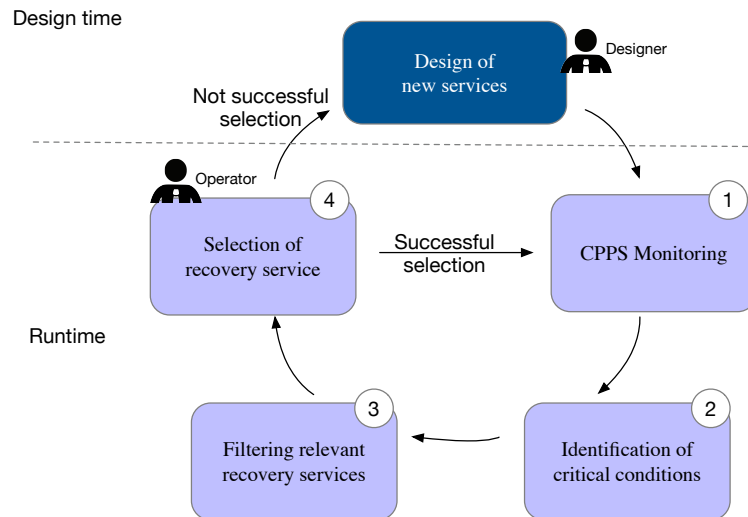 Design time
Designer
Design of
new services
Not successful
selection
Operator
4
1
Selection of
recovery service
Successful
selection
CPPS Monitoring
Runtime
3
2
Filtering relevant
recovery services
Identification of
critical conditions